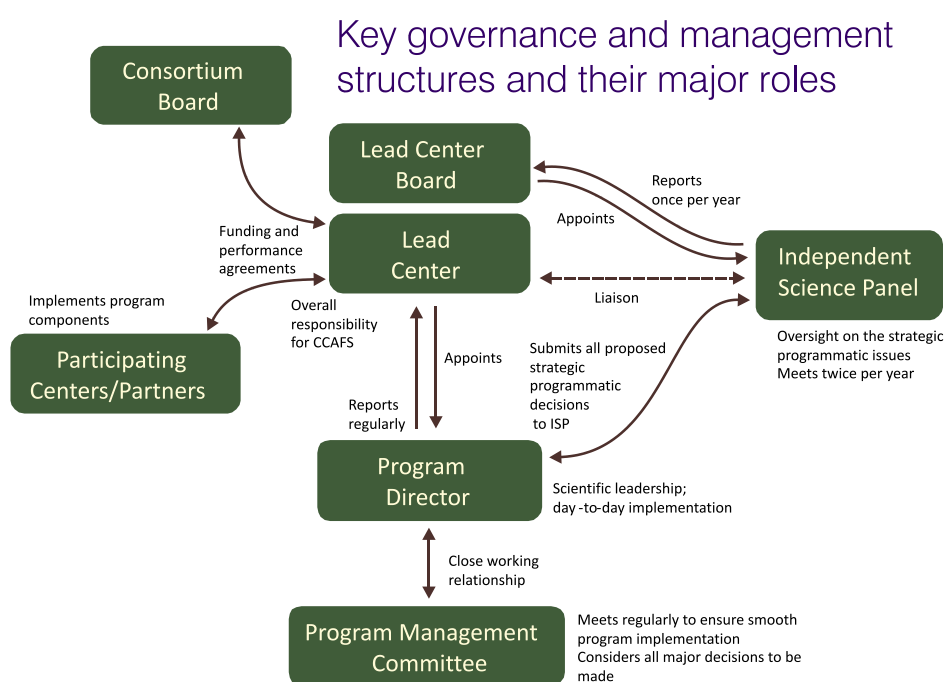 Key governance and management
structures and their major roles
Consortium
Board
Lead Center
Board
Reports
once per year
Appoints
Funding and
performance
agreements
Lead
Center
Independent
Science Panel
Liaison
Implements program
components
Overall
responsibility
for CCAFS
Participating
Centers/Partners
Appoints
Submits all proposed
strategic
programmatic
decisions
to ISP
Oversight on the strategic
programmatic issues
Meets twice per year
Reports
regularly
Program
Director
Scientific leadership;
day -to-day implementation
Close working
relationship
Program Management
Committee
Meets regularly to ensure smooth
program implementation
Considers all major decisions to be
made